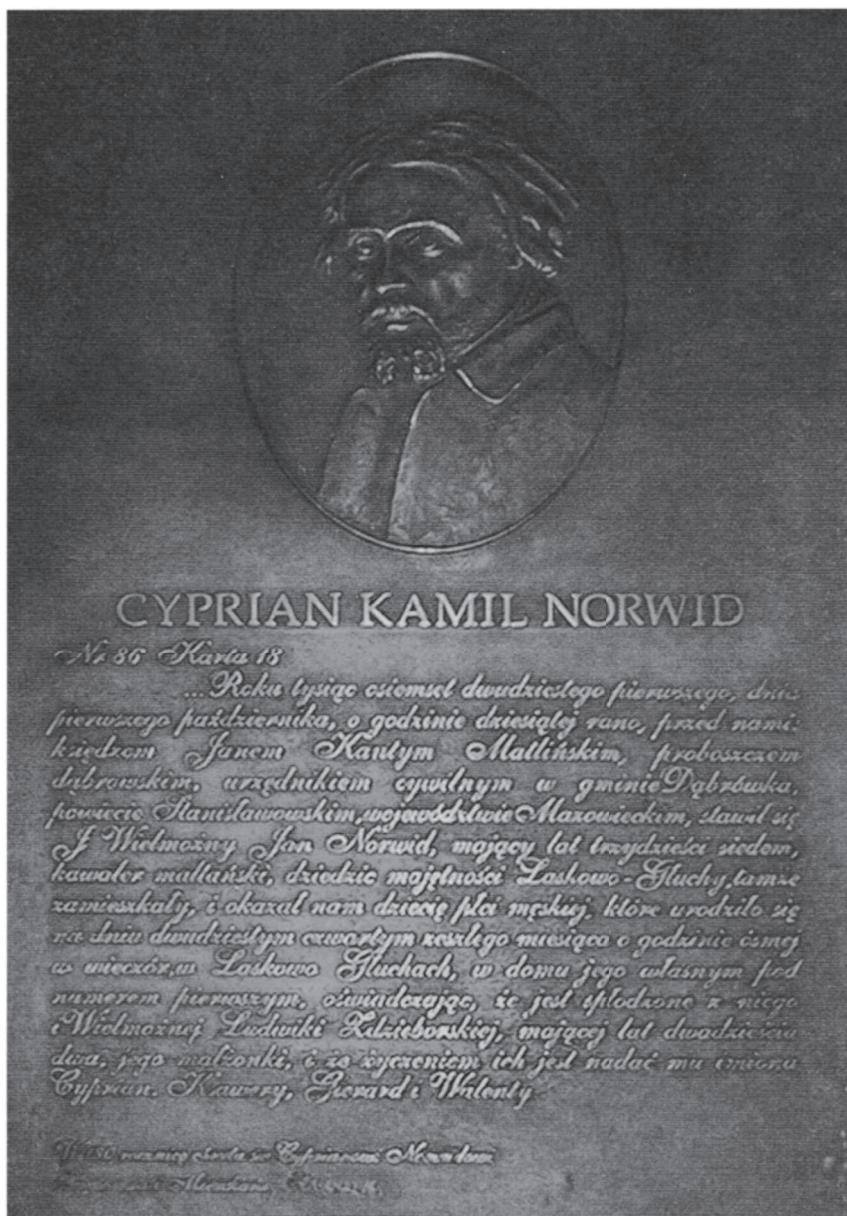 CYPRIAN KAMIL NORWID
Nr 86 Karta 18
...Roku tysiąc osiemset dwudziestego pierwszego, dnia
pierwszego października, o godzinie dziesiątej rano, przed nami:
księdzom Janem Kantym Matlińskim, proboszczem
dąbrowskim, urzędnikiem cywilnym w gminie Dąbrówka,
powiecie Stanisławowskim, województwie Mazowieckim, stawił się
J Wielmożny Jan Norwid, mający lat trzydzieści siedem,
kawaler maltański, dziedzic majętności Laskowo-Głuchy, tamże
zamieszkały, i okazał nam dziecię płci męskiej, które urodziło się
na dniu dwudziestym czwartym zeszłego miesiąca o godzinie ósmej
w wieczór, w Laskowo Głuchach, w domu jego własnym pod
numerem pierwszym, oświadczając, że jest spłodzone z niego
i Wielmożnej Ludwiki Zdzieborskiej, mającej lat dwadzieścia
dwa, jego małżonki, i że życzeniem ich jest nadać mu imiona
Cyprian, Ksawery, Gierard i Walenty
rocznicę chrztu